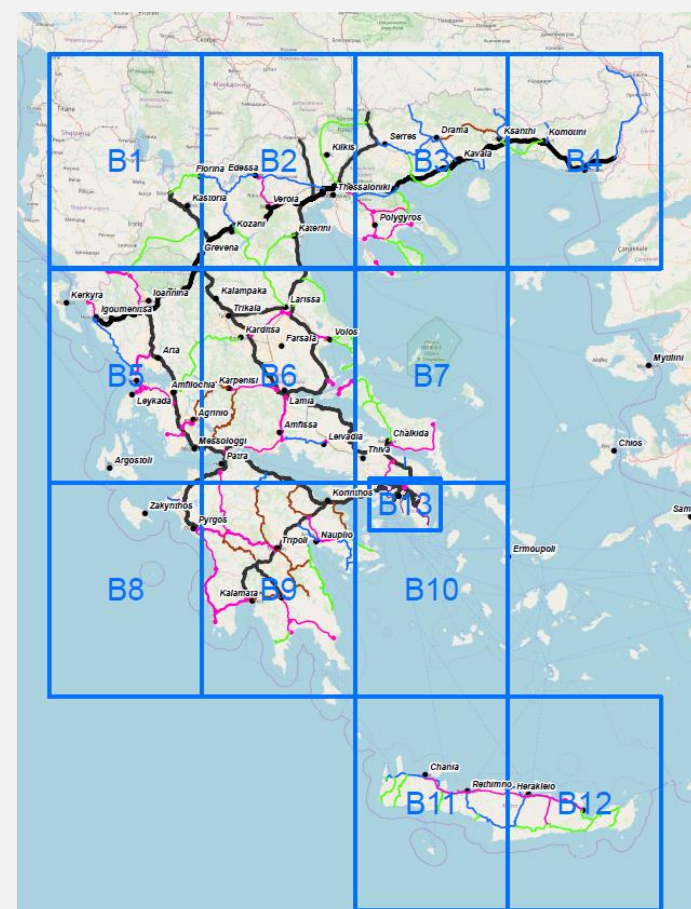 B1
B2
B3
B4
Florina
Edessa
Kilkis
Serres
Drama
Ksanthi
Komotini
Kavala
Kastoria
Veroia
Thessaloniki
Kozani
Polygyros
Katerini
Grevena
Kerkyra
Ioannina
Igoumenitsa
Kalampaka
Trikala
Larissa
Karditsa
Farsala
Volos
Mytilini
Arta
B5
B6
B7
Karpenisi
Leykada
Amfilochia
Lamia
Agrinio
Amfissa
Chalkida
Chios
Messologgi
Leivadia
Thiva
Argostoli
Patra
Zakynthos
Korinthos
B13
Pyrgos
Tripoli
Nauplio
Ermoupoli
B8
B9
B10
Kalamata
Chania
Rethimno
Herakleio
B11
B12